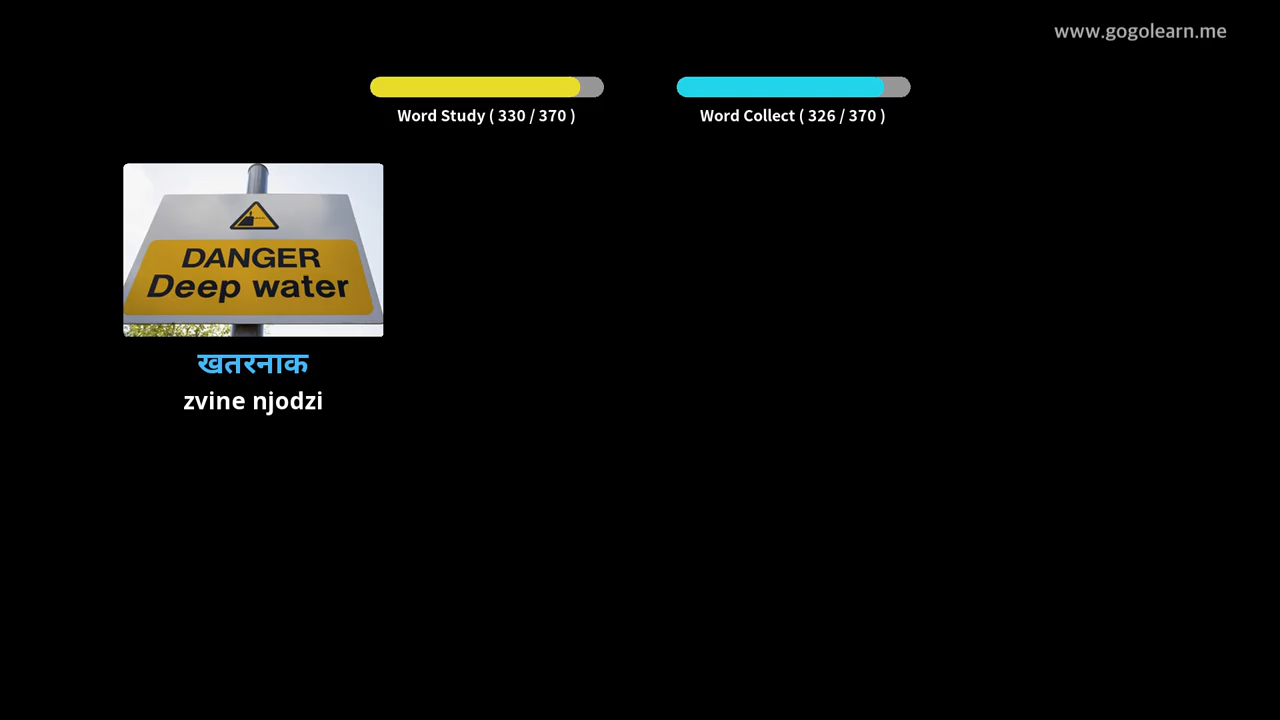 www.gogolearn.me
Word Study ( 330 / 370 )
Word Collect ( 326 / 370 )
DANGER
Deep water
खतरनाक
zvine njodzi